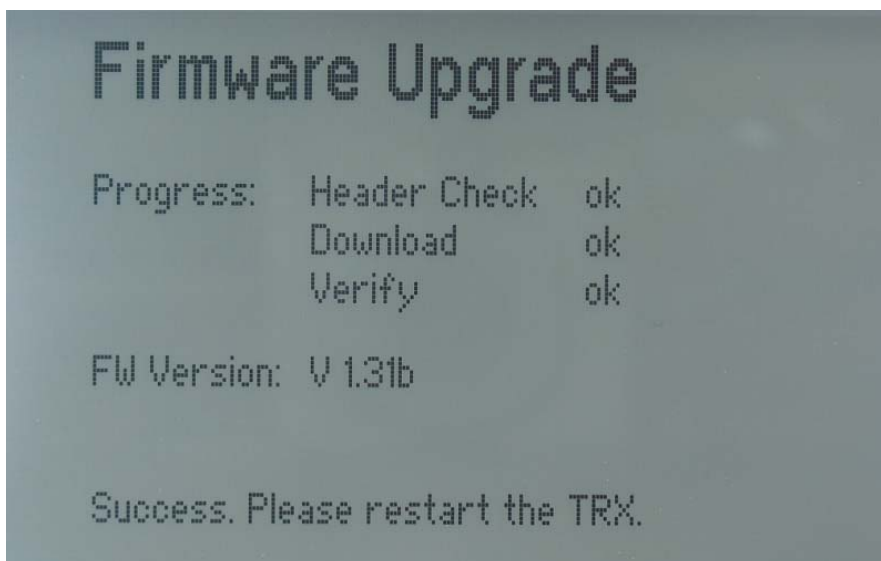 Firmware Upgrade
Progress: Header Check ok
Download ok
Verify ok
FW Version: V 1.31b
Success. Please restart the TRX.